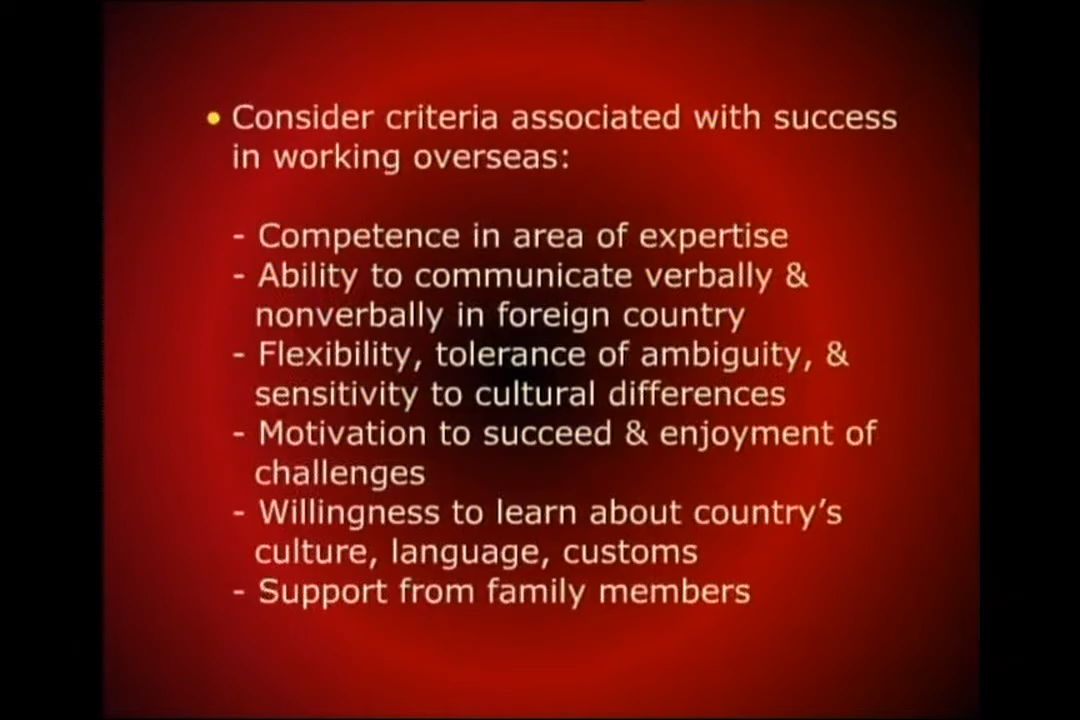 • Consider criteria associated with success
in working overseas:
- Competence in area of expertise
- Ability to communicate verbally &
nonverbally in foreign country
- Flexibility, tolerance of ambiguity, &
sensitivity to cultural differences
- Motivation to succeed & enjoyment of
challenges
- Willingness to learn about country’s
culture, language, customs
- Support from family members